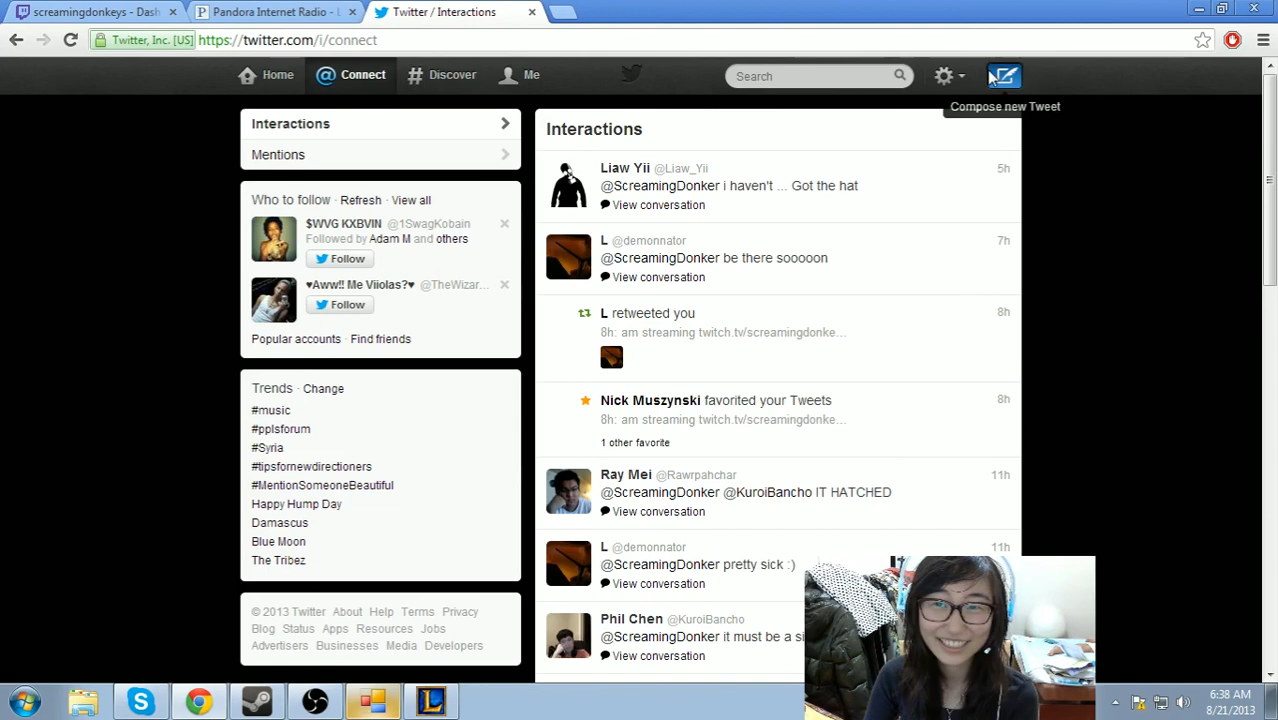 screamingdonkeys - Dash
Pandora Internet Radio - L
Twitter / Interactions
Twitter, Inc. [US]
https://twitter.com/i/connect
Home
Connect
Discover
Me
Search
Compose new Tweet
Interactions
Mentions
Who to follow · Refresh · View all
$WVG KXBVIN @1SwagKobain
Followed by Adam M and others
Follow
♥Aww!! Me Viiolas?♥ @TheWizar...
Follow
Popular accounts · Find friends
Trends · Change
#music
#pplsforum
#Syria
#tipsfornewdirectioners
#MentionSomeoneBeautiful
Happy Hump Day
Damascus
Blue Moon
The Tribez
© 2013 Twitter About Help Terms Privacy
Blog Status Apps Resources Jobs
Advertisers Businesses Media Developers
Interactions
Liaw Yii @Liaw_Yii 5h
@ScreamingDonker i haven't ... Got the hat
View conversation
L @demonnator 7h
@ScreamingDonker be there sooooon
View conversation
L retweeted you 8h
8h: am streaming twitch.tv/screamingdonke...
Nick Muszynski favorited your Tweets 8h
8h: am streaming twitch.tv/screamingdonke...
1 other favorite
Ray Mei @Rawrpahchar 11h
@ScreamingDonker @KuroiBancho IT HATCHED
View conversation
L @demonnator 11h
@ScreamingDonker pretty sick :)
View conversation
Phil Chen @KuroiBancho
@ScreamingDonker it must be a si
View conversation
6:38 AM
8/21/2013